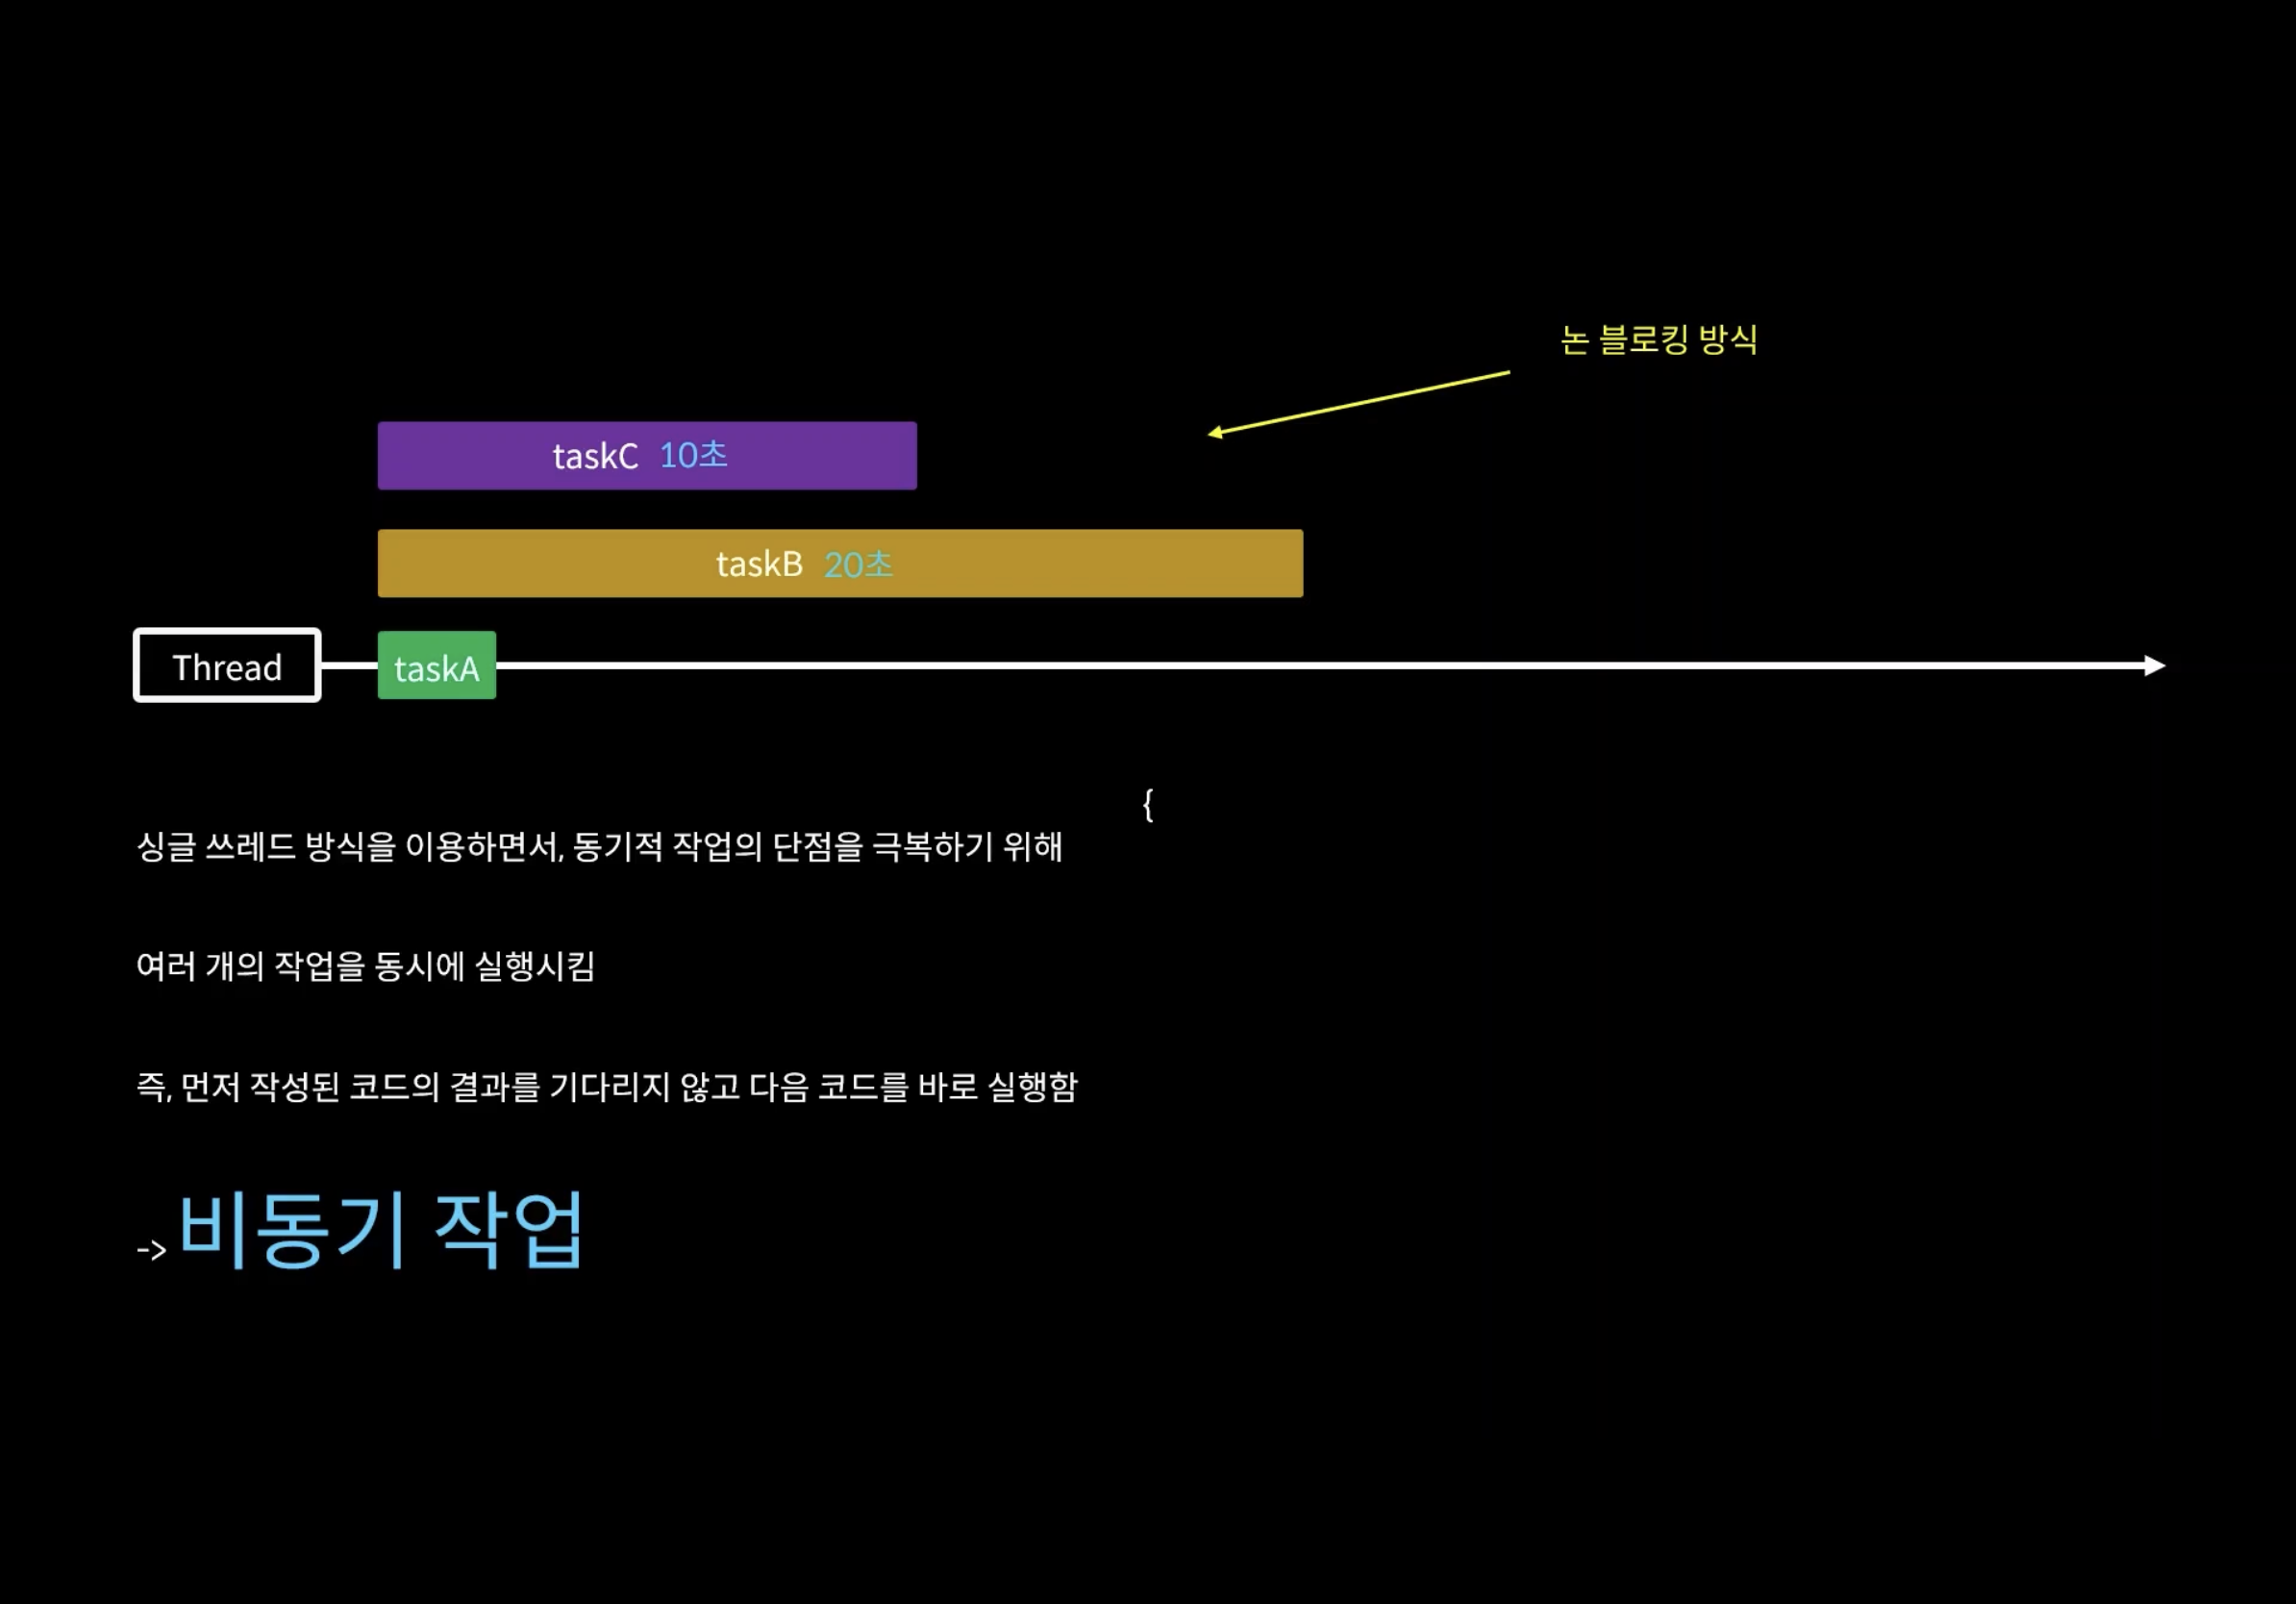 논 블로킹 방식
taskC 10초
taskB 20초
Thread
taskA
{
싱글 쓰레드 방식을 이용하면서, 동기적 작업의 단점을 극복하기 위해
여러 개의 작업을 동시에 실행시킴
즉, 먼저 작성된 코드의 결과를 기다리지 않고 다음 코드를 바로 실행함
-> 비동기 작업